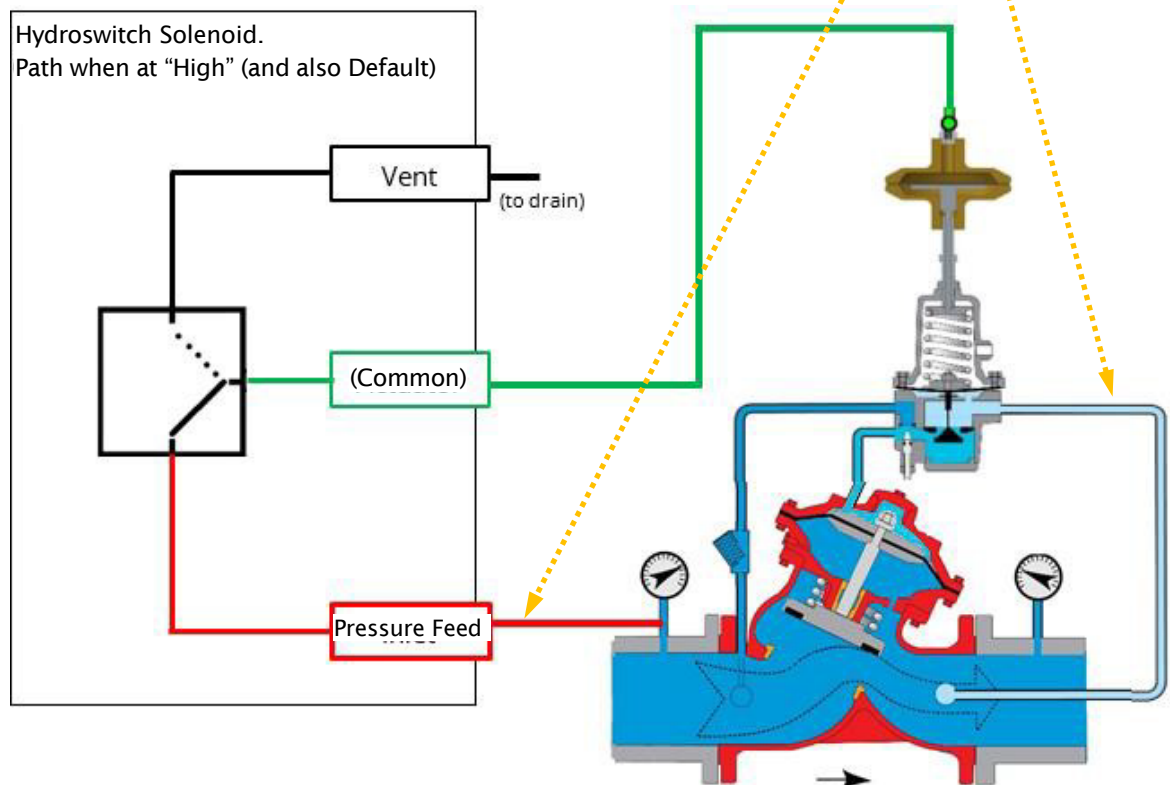 Hydroswitch Solenoid.
Path when at “High” (and also Default)
Vent
(to drain)
(Common)
Pressure Feed